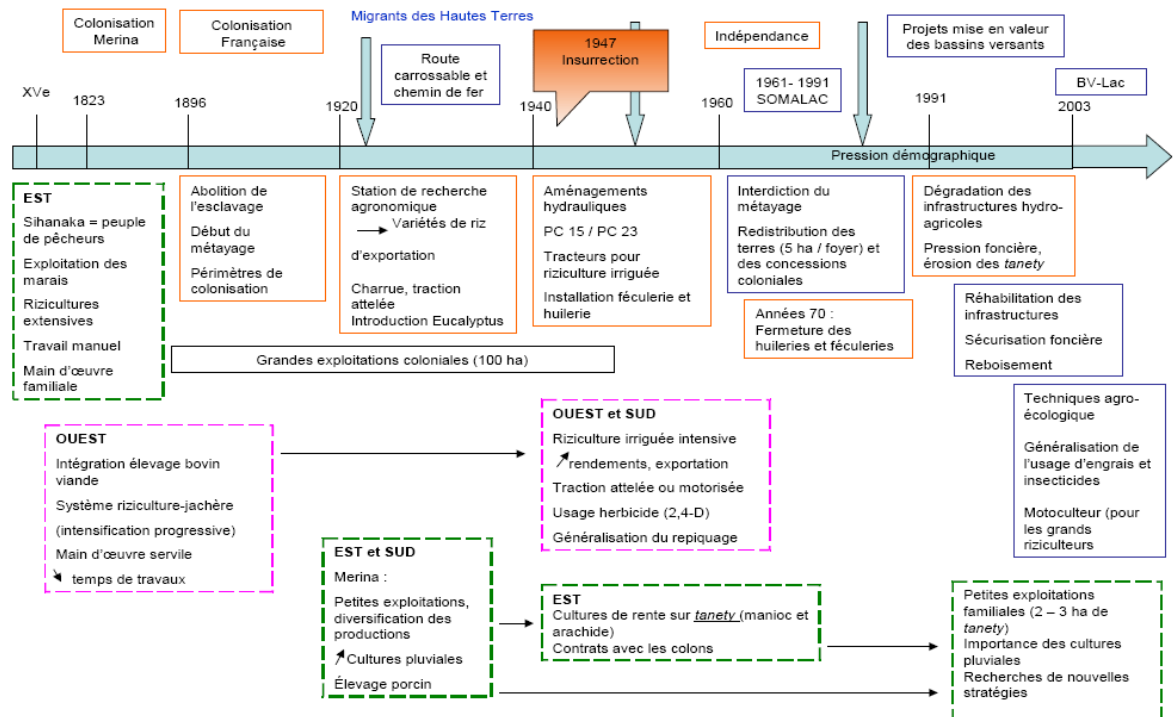 Colonisation
Merina
Colonisation
Française
Migrants des Hautes Terres
Route
carrossable et
chemin de fer
1947
Insurrection
Indépendance
1961- 1991
SOMALAC
Projets mise en valeur
des bassins versants
BV-Lac
XVe
1823
1896
1920
1940
1960
1991
2003
Pression démographique
EST
Sihanaka = peuple
de pêcheurs
Exploitation des
marais
Rizicultures
extensives
Travail manuel
Main d'œuvre
familiale
Abolition de
l'esclavage
Début du
métayage
Périmètres de
colonisation
Station de recherche
agronomique
→ Variétés de riz
d'exportation
Charrue, traction
attelée
Introduction Eucalyptus
Aménagements
hydrauliques
PC 15 / PC 23
Tracteurs pour
riziculture irriguée
Installation féculerie et
huilerie
Interdiction du
métayage
Redistribution des
terres (5 ha / foyer) et
des concessions
coloniales
Années 70 :
Fermeture des
huileries et féculeries
Dégradation des
infrastructures hydro-
agricoles
Pression foncière,
érosion des tanety
Réhabilitation des
infrastructures
Sécurisation foncière
Reboisement
Grandes exploitations coloniales (100 ha)
Techniques agro-
écologique
Généralisation de
l'usage d'engrais et
insecticides
Motoculteur (pour
les grands
riziculteurs
OUEST
Intégration élevage bovin
viande
Système riziculture-jachère
(intensification progressive)
Main d'œuvre servile
↘ temps de travaux
OUEST et SUD
Riziculture irriguée intensive
↗ rendements, exportation
Traction attelée ou motorisée
Usage herbicide (2,4-D)
Généralisation du repiquage
EST et SUD
Merina :
Petites exploitations,
diversification des
productions
↗ Cultures pluviales
Élevage porcin
EST
Cultures de rente sur tanety (manioc et
arachide)
Contrats avec les colons
Petites exploitations
familiales (2 – 3 ha de
tanety)
Importance des cultures
pluviales
Recherches de nouvelles
stratégies